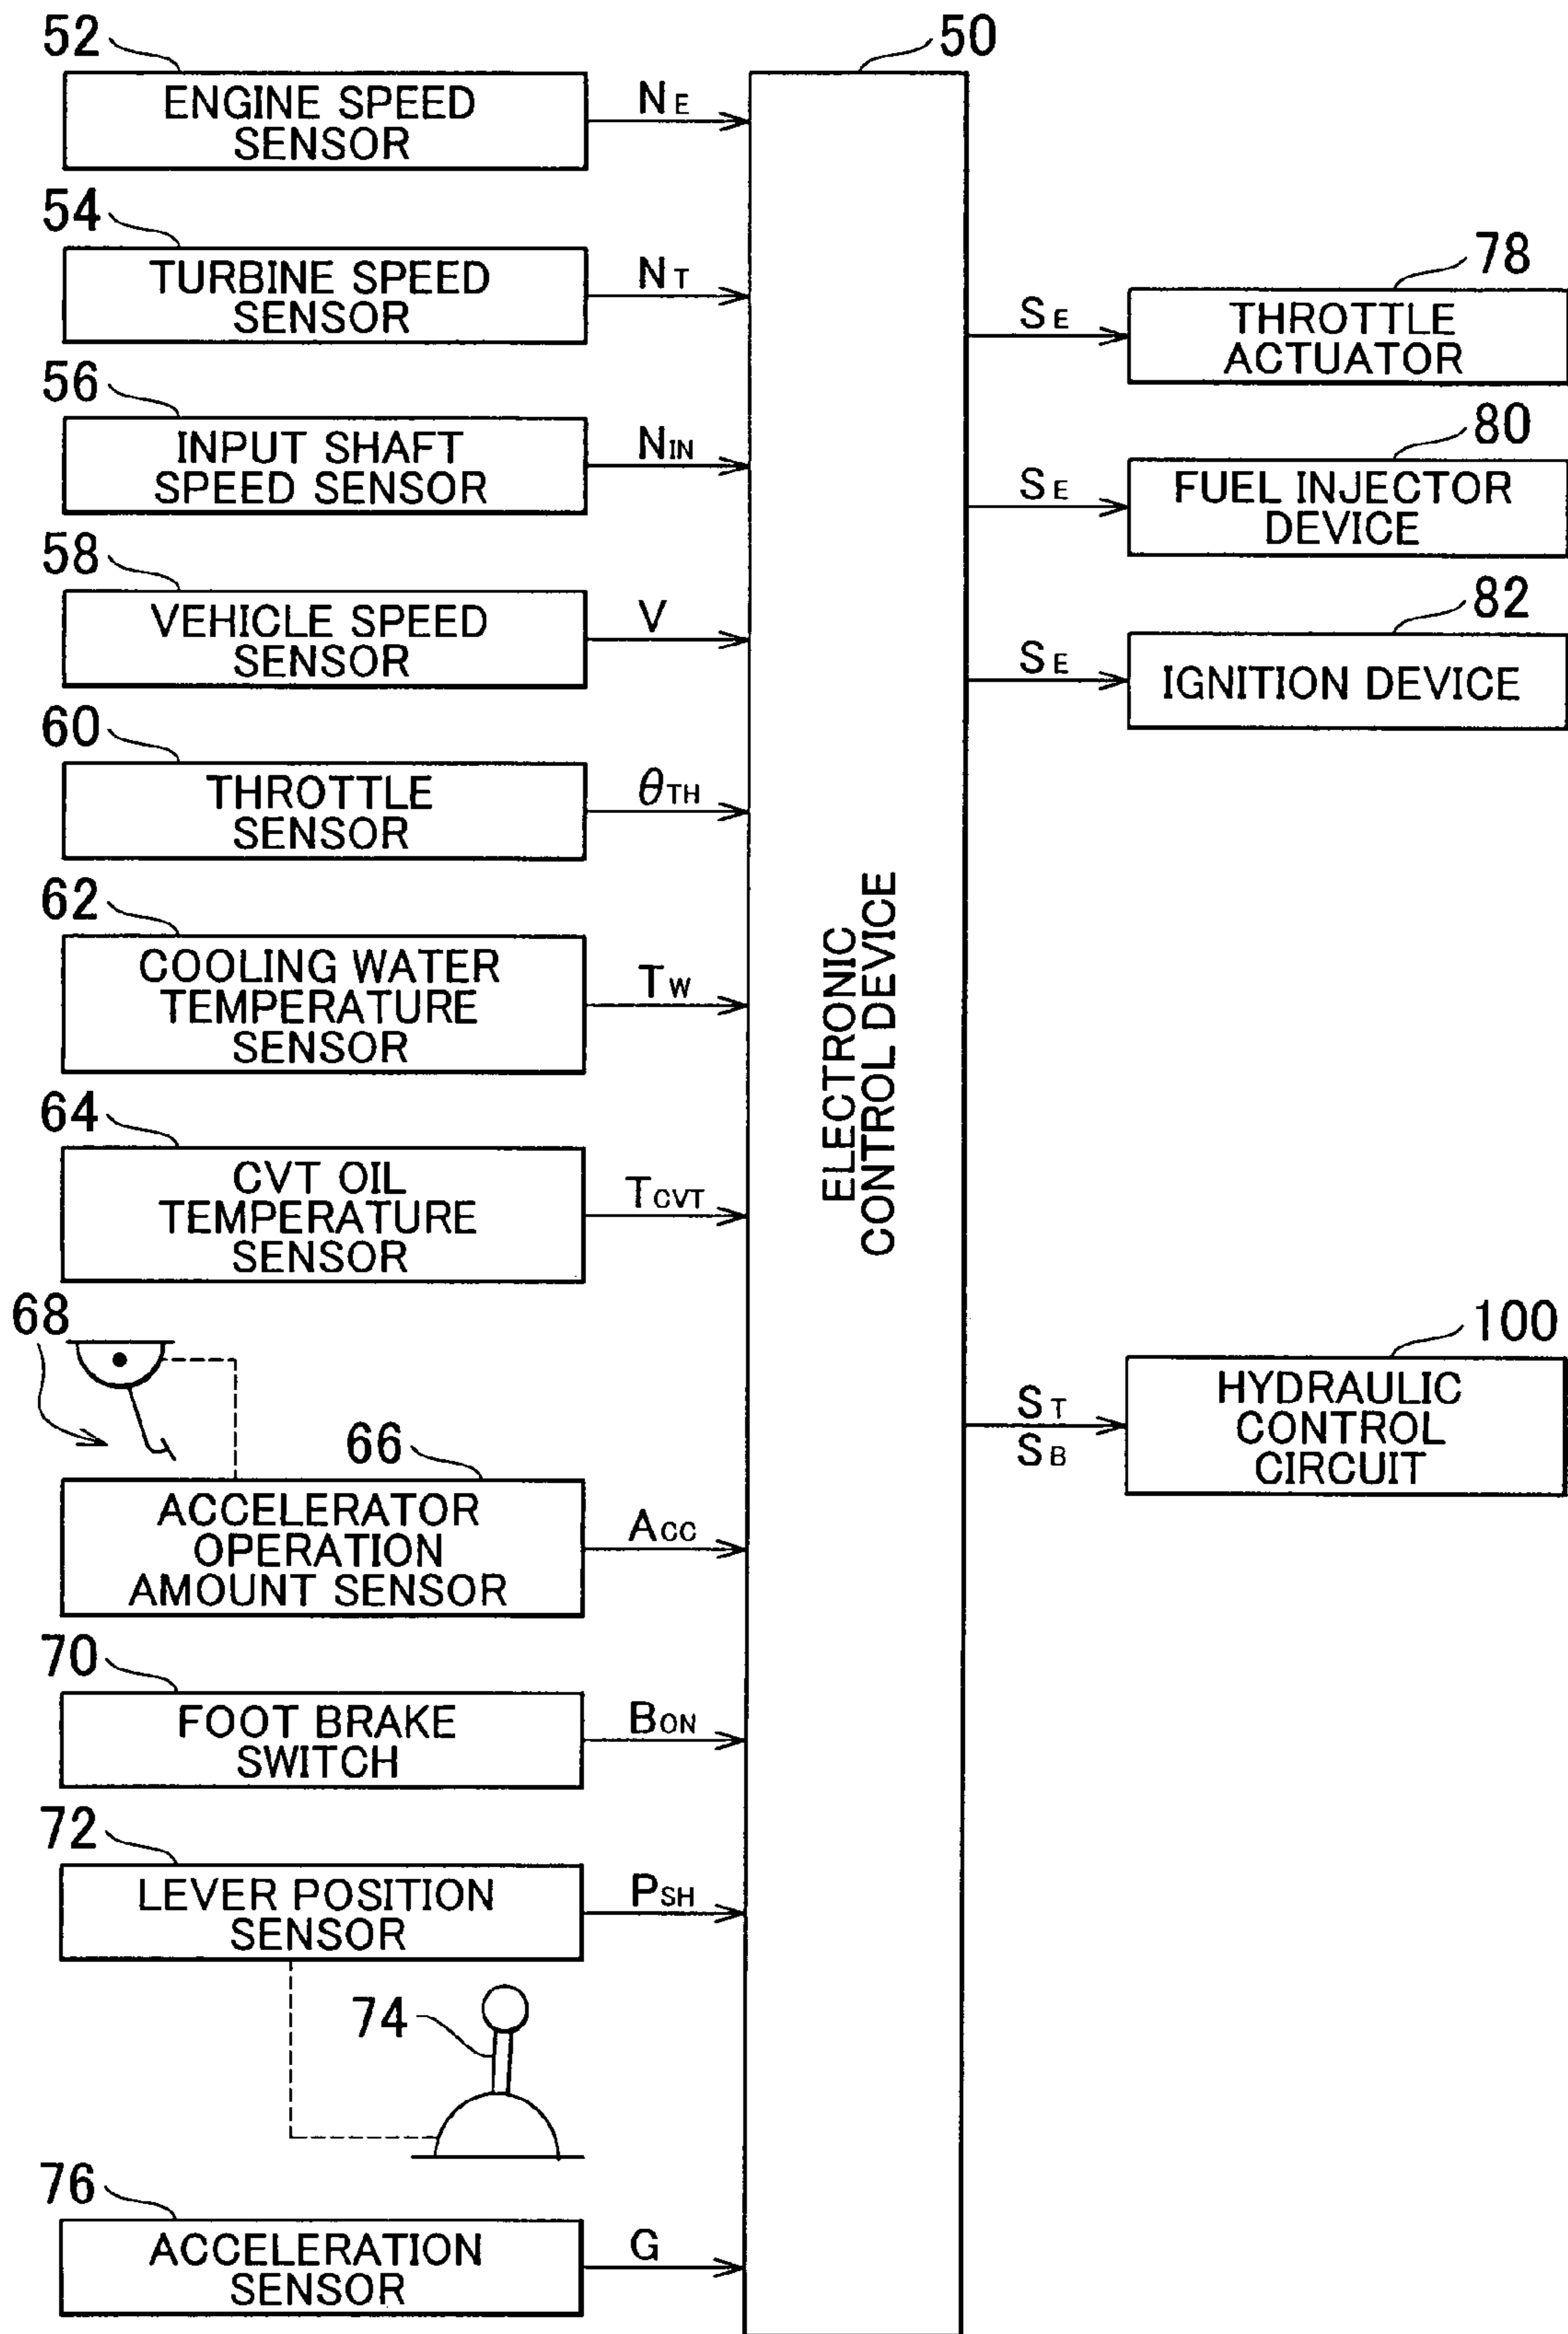 52
ENGINE SPEED
SENSOR
NE
50
54
TURBINE SPEED
SENSOR
NT
56
INPUT SHAFT
SPEED SENSOR
NIN
58
VEHICLE SPEED
SENSOR
V
60
THROTTLE
SENSOR
θTH
62
COOLING WATER
TEMPERATURE
SENSOR
TW
64
CVT OIL
TEMPERATURE
SENSOR
TCVT
68
66
ACCELERATOR
OPERATION
AMOUNT SENSOR
ACC
70
FOOT BRAKE
SWITCH
BON
72
LEVER POSITION
SENSOR
PSH
74
76
ACCELERATION
SENSOR
G
ELECTRONIC
CONTROL DEVICE
78
SE
THROTTLE
ACTUATOR
80
SE
FUEL INJECTOR
DEVICE
82
SE
IGNITION DEVICE
100
ST
SB
HYDRAULIC
CONTROL
CIRCUIT